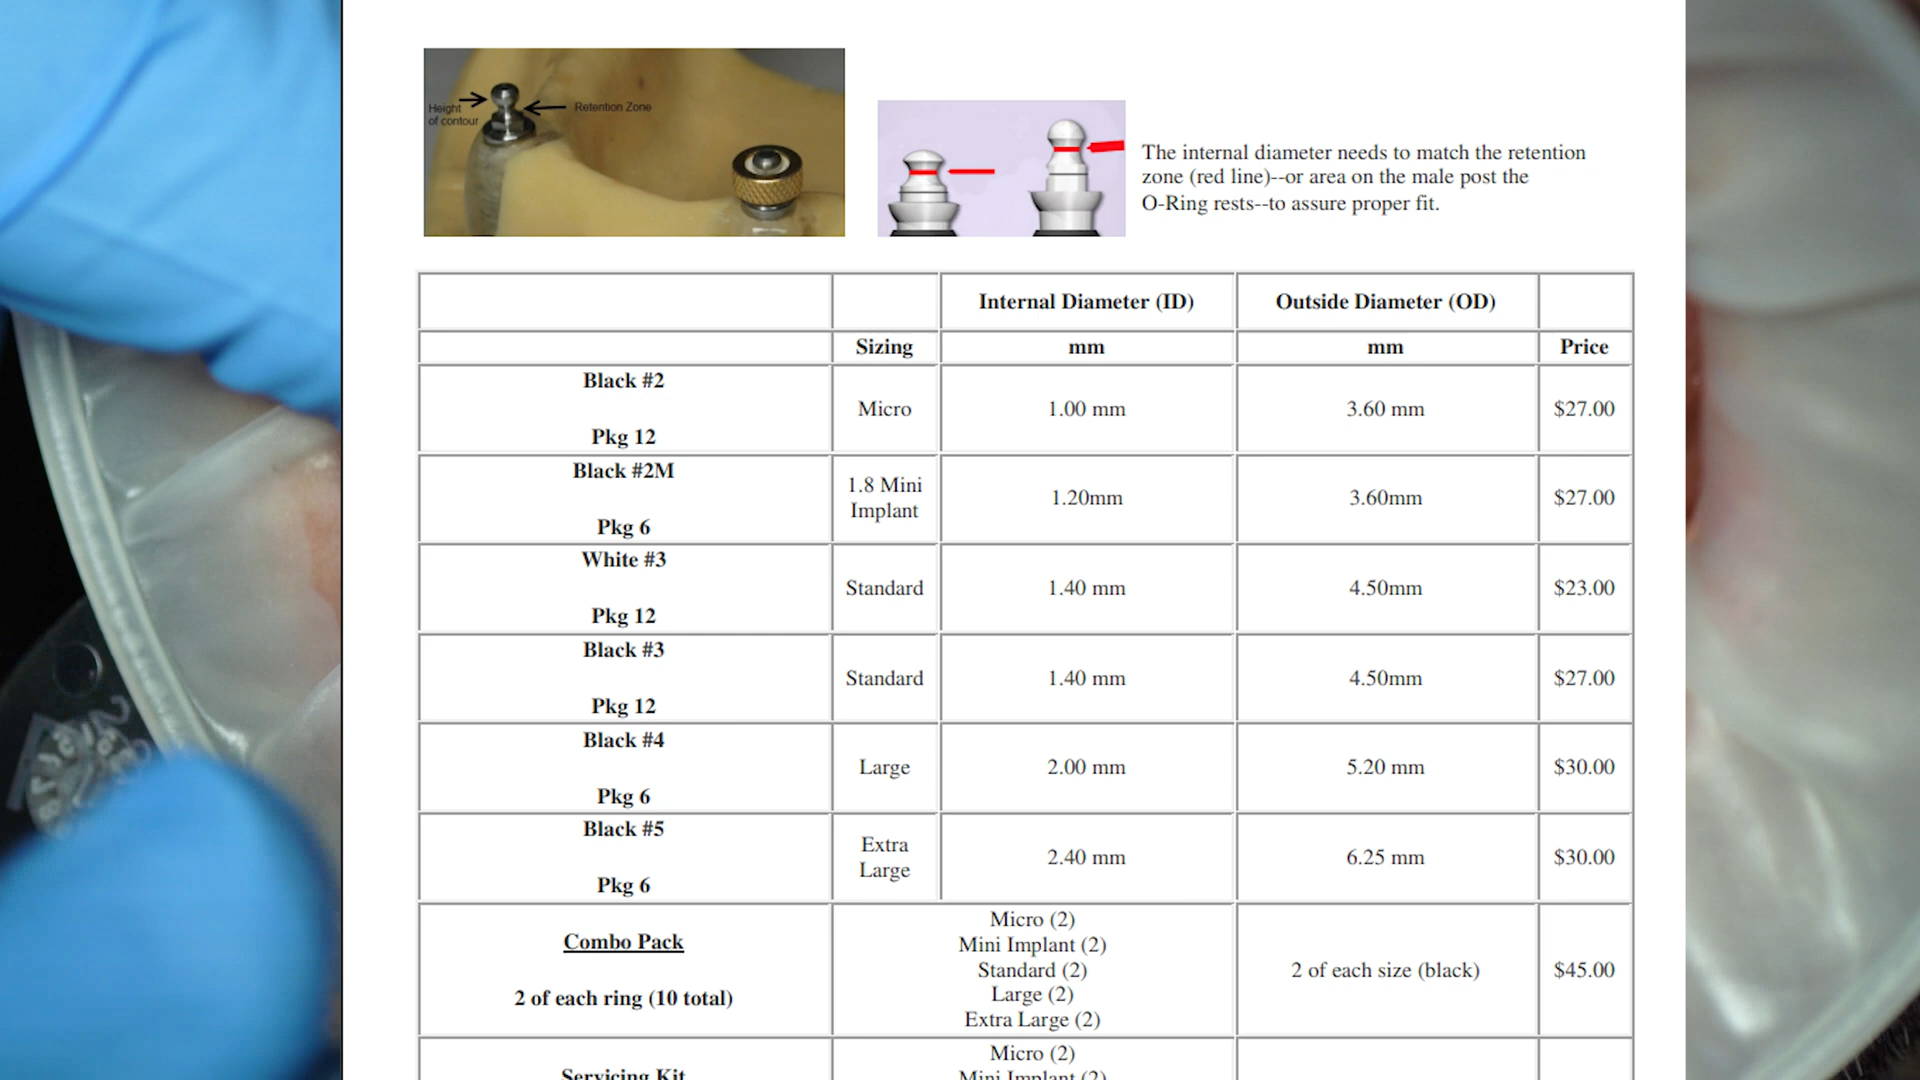 Height
of contour
Retention Zone
The internal diameter needs to match the retention
zone (red line)--or area on the male post the
O-Ring rests--to assure proper fit.
Internal Diameter (ID) Outside Diameter (OD)
Sizing mm mm Price
Black #2
Pkg 12
Micro 1.00 mm 3.60 mm $27.00
Black #2M
Pkg 6
1.8 Mini
Implant
1.20mm 3.60mm $27.00
White #3
Pkg 12
Standard 1.40 mm 4.50mm $23.00
Black #3
Pkg 12
Standard 1.40 mm 4.50mm $27.00
Black #4
Pkg 6
Large 2.00 mm 5.20 mm $30.00
Black #5
Pkg 6
Extra
Large
2.40 mm 6.25 mm $30.00
Combo Pack
2 of each ring (10 total)
Micro (2)
Mini Implant (2)
Standard (2)
Large (2)
Extra Large (2)
2 of each size (black) $45.00
Servicing Kit
Micro (2)
Mini Implant (2)